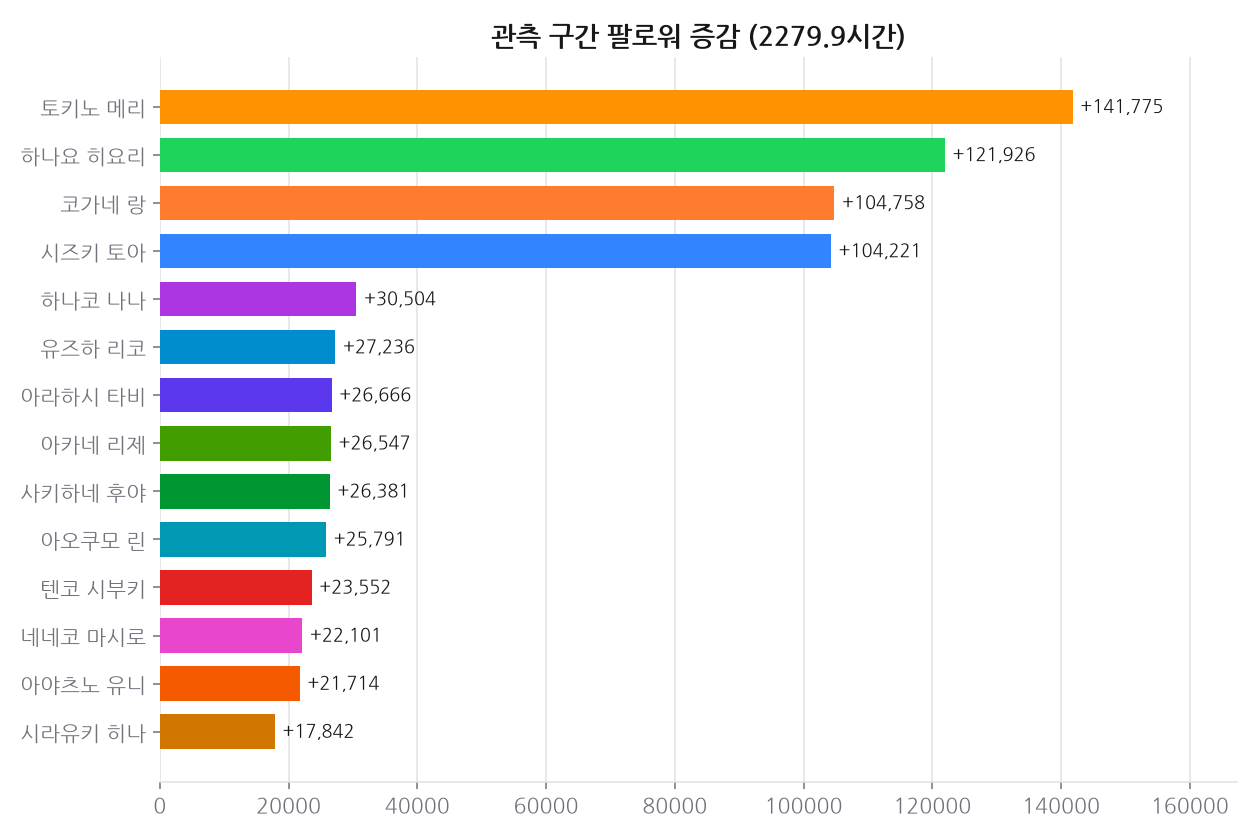 관측 구간 팔로워 증감 (2279.9시간)
토키노 메리 +141,775
하나요 히요리 +121,926
코가네 랑 +104,758
시즈키 토아 +104,221
하나코 나나 +30,504
유즈하 리코 +27,236
아라하시 타비 +26,666
아카네 리제 +26,547
사키하네 후야 +26,381
아오쿠모 린 +25,791
텐코 시부키 +23,552
네네코 마시로 +22,101
아야츠노 유니 +21,714
시라유키 히나 +17,842
0 20000 40000 60000 80000 100000 120000 140000 160000